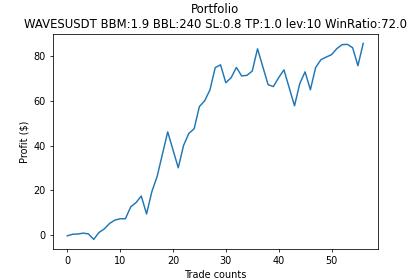 Portfolio
WAVESUSDT BBM:1.9 BBL:240 SL:0.8 TP:1.0 lev:10 WinRatio:72.0
80
60
40
20
0
Profit ($)
0 10 20 30 40 50
Trade counts